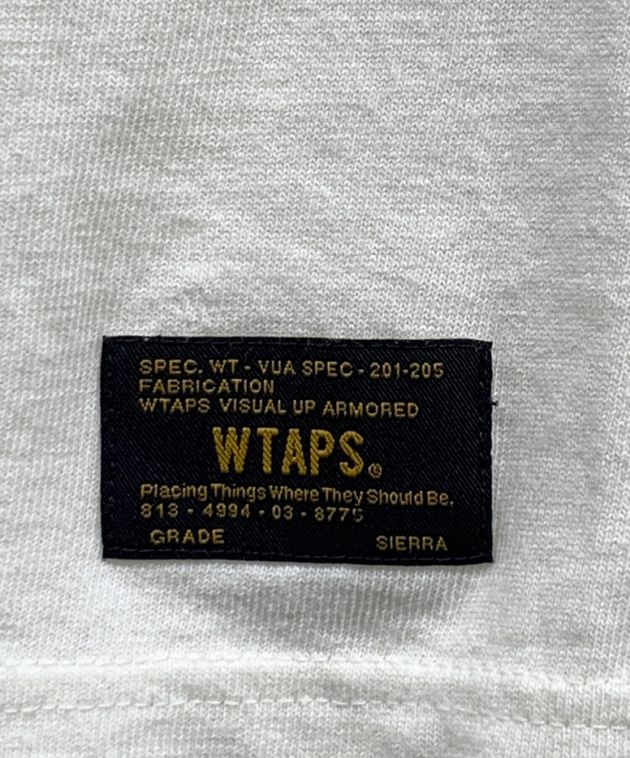 SPEC. WT - VUA SPEC - 201-205
FABRICATION
WTAPS VISUAL UP ARMORED
WTAPS®
Placing Things Where They Should Be.
813 - 4994 - 03 - 8775
GRADE SIERRA